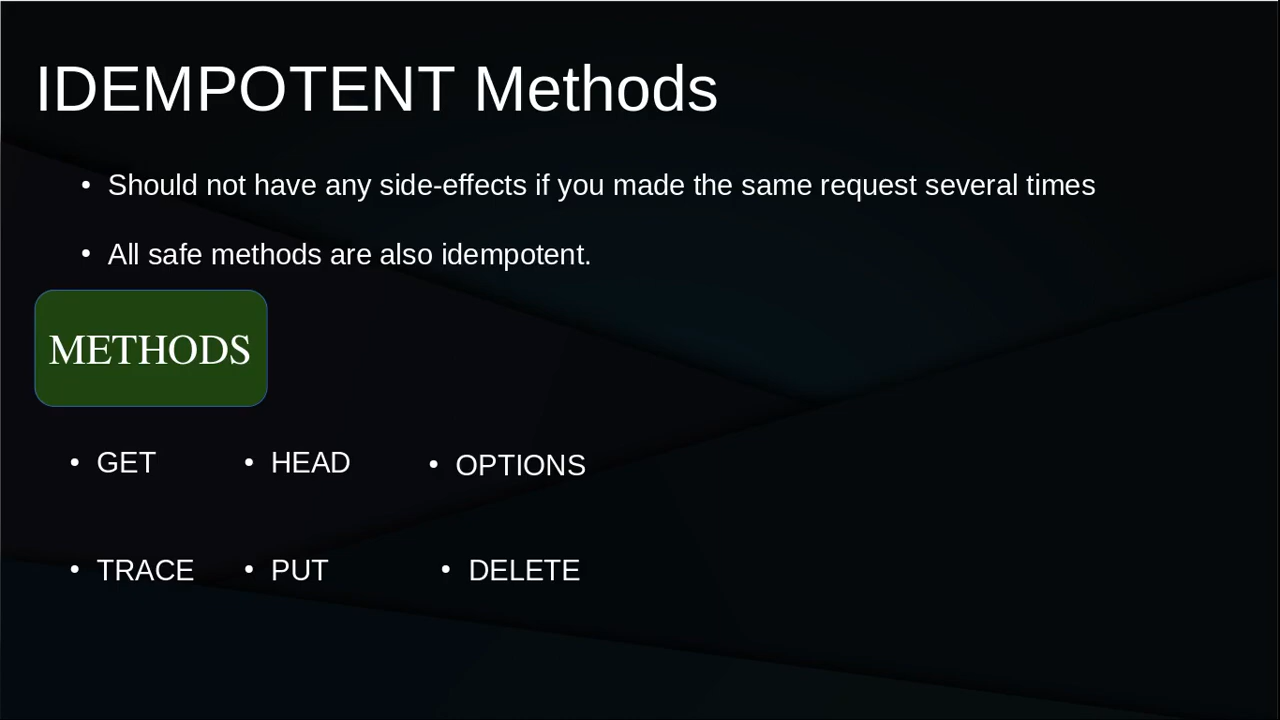 IDEMPOTENT Methods
• Should not have any side-effects if you made the same request several times
• All safe methods are also idempotent.
METHODS
• GET • HEAD • OPTIONS
• TRACE • PUT • DELETE